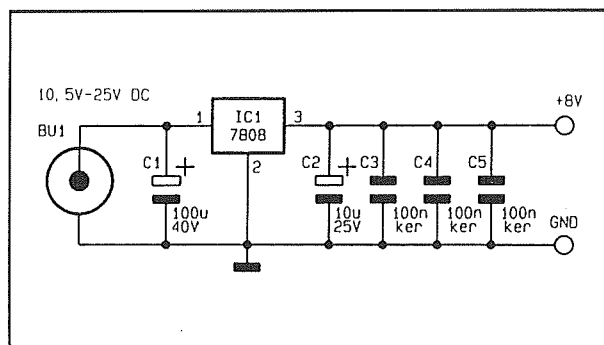 10,5V-25V DC
BU1
1
IC1
7808
3
2
+8V
C1
+
100u
40V
C2
+
10u
25V
C3
100n
ker
C4
100n
ker
C5
100n
ker
GND